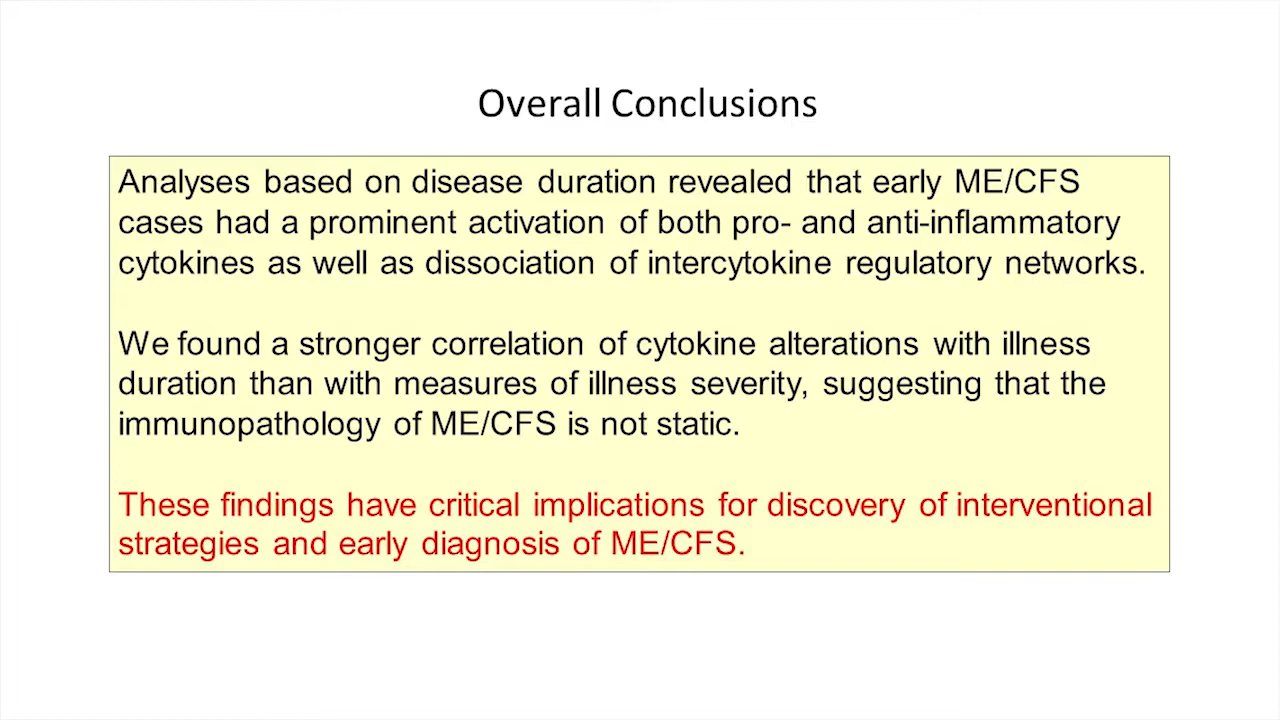 Overall Conclusions
Analyses based on disease duration revealed that early ME/CFS
cases had a prominent activation of both pro- and anti-inflammatory
cytokines as well as dissociation of intercytokine regulatory networks.
We found a stronger correlation of cytokine alterations with illness
duration than with measures of illness severity, suggesting that the
immunopathology of ME/CFS is not static.
These findings have critical implications for discovery of interventional
strategies and early diagnosis of ME/CFS.